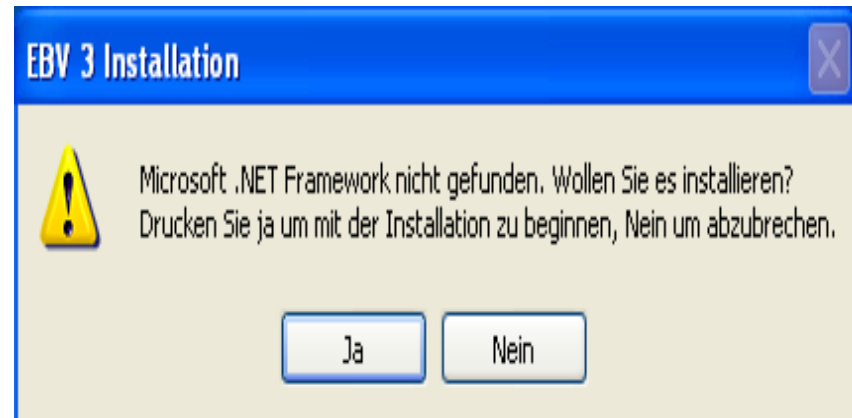 EBV 3 Installation
Microsoft .NET Framework nicht gefunden. Wollen Sie es installieren?
Drucken Sie ja um mit der Installation zu beginnen, Nein um abzubrechen.
Ja
Nein